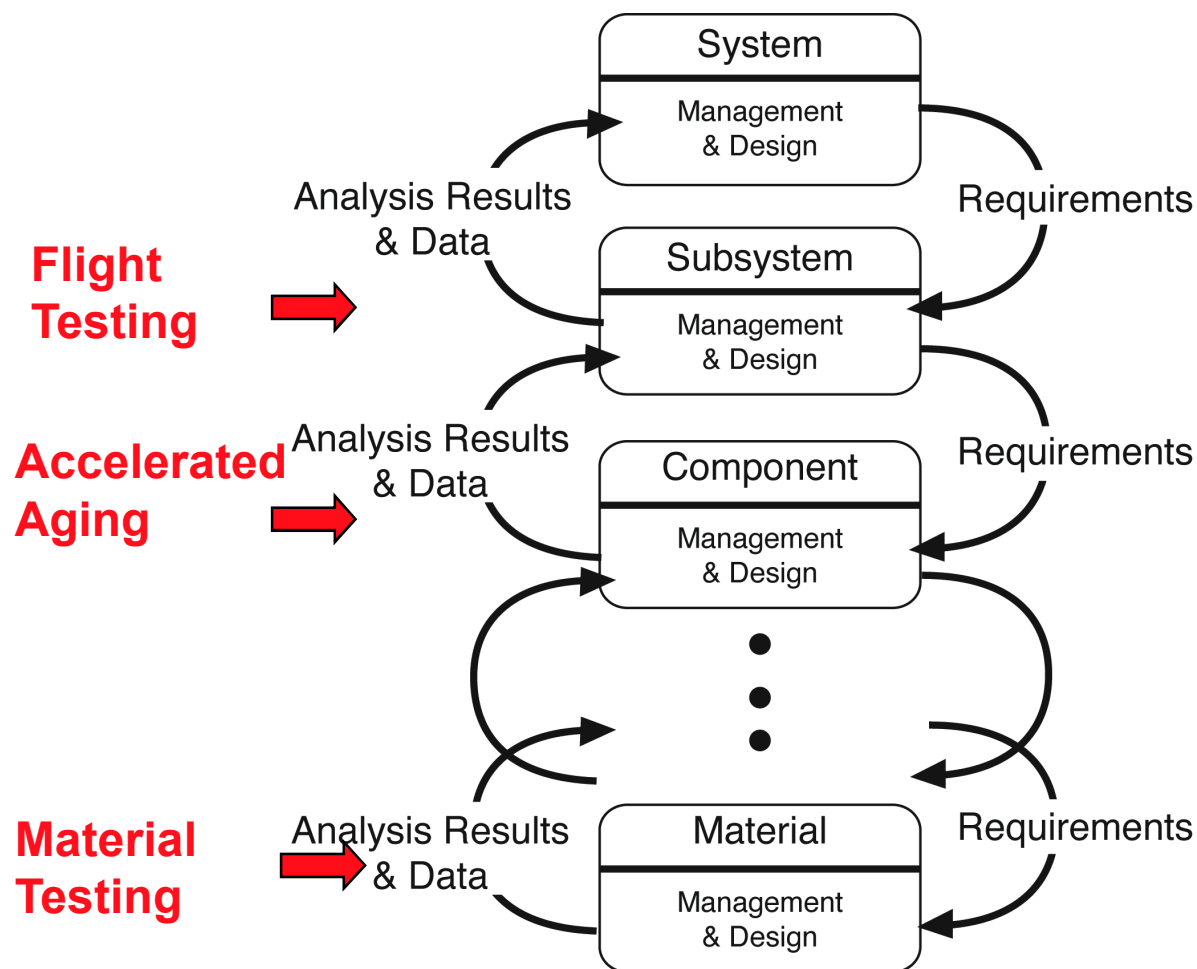 System
Management
& Design
Analysis Results
& Data
Requirements
Flight
Testing
Subsystem
Management
& Design
Analysis Results
& Data
Requirements
Accelerated
Aging
Component
Management
& Design
Material
Testing
Analysis Results
& Data
Material
Management
& Design
Requirements